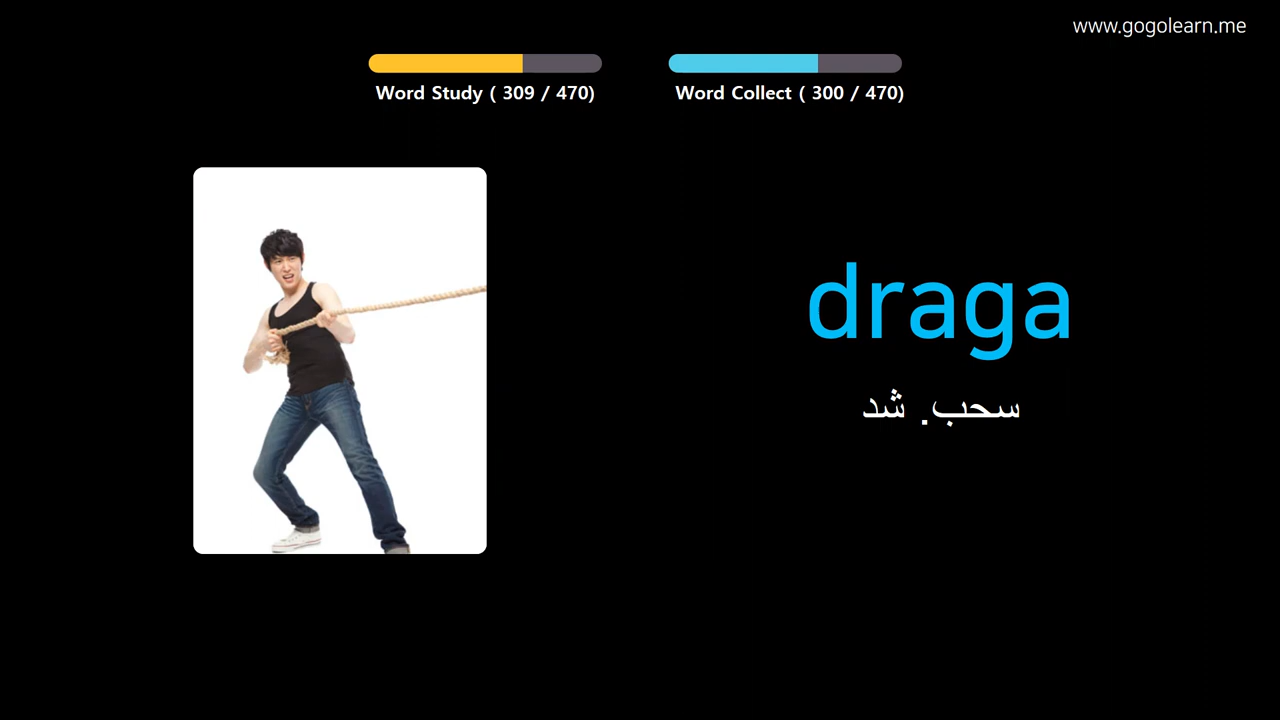 www.gogolearn.me
Word Study ( 309 / 470)
Word Collect ( 300 / 470)
draga
سحب. شد